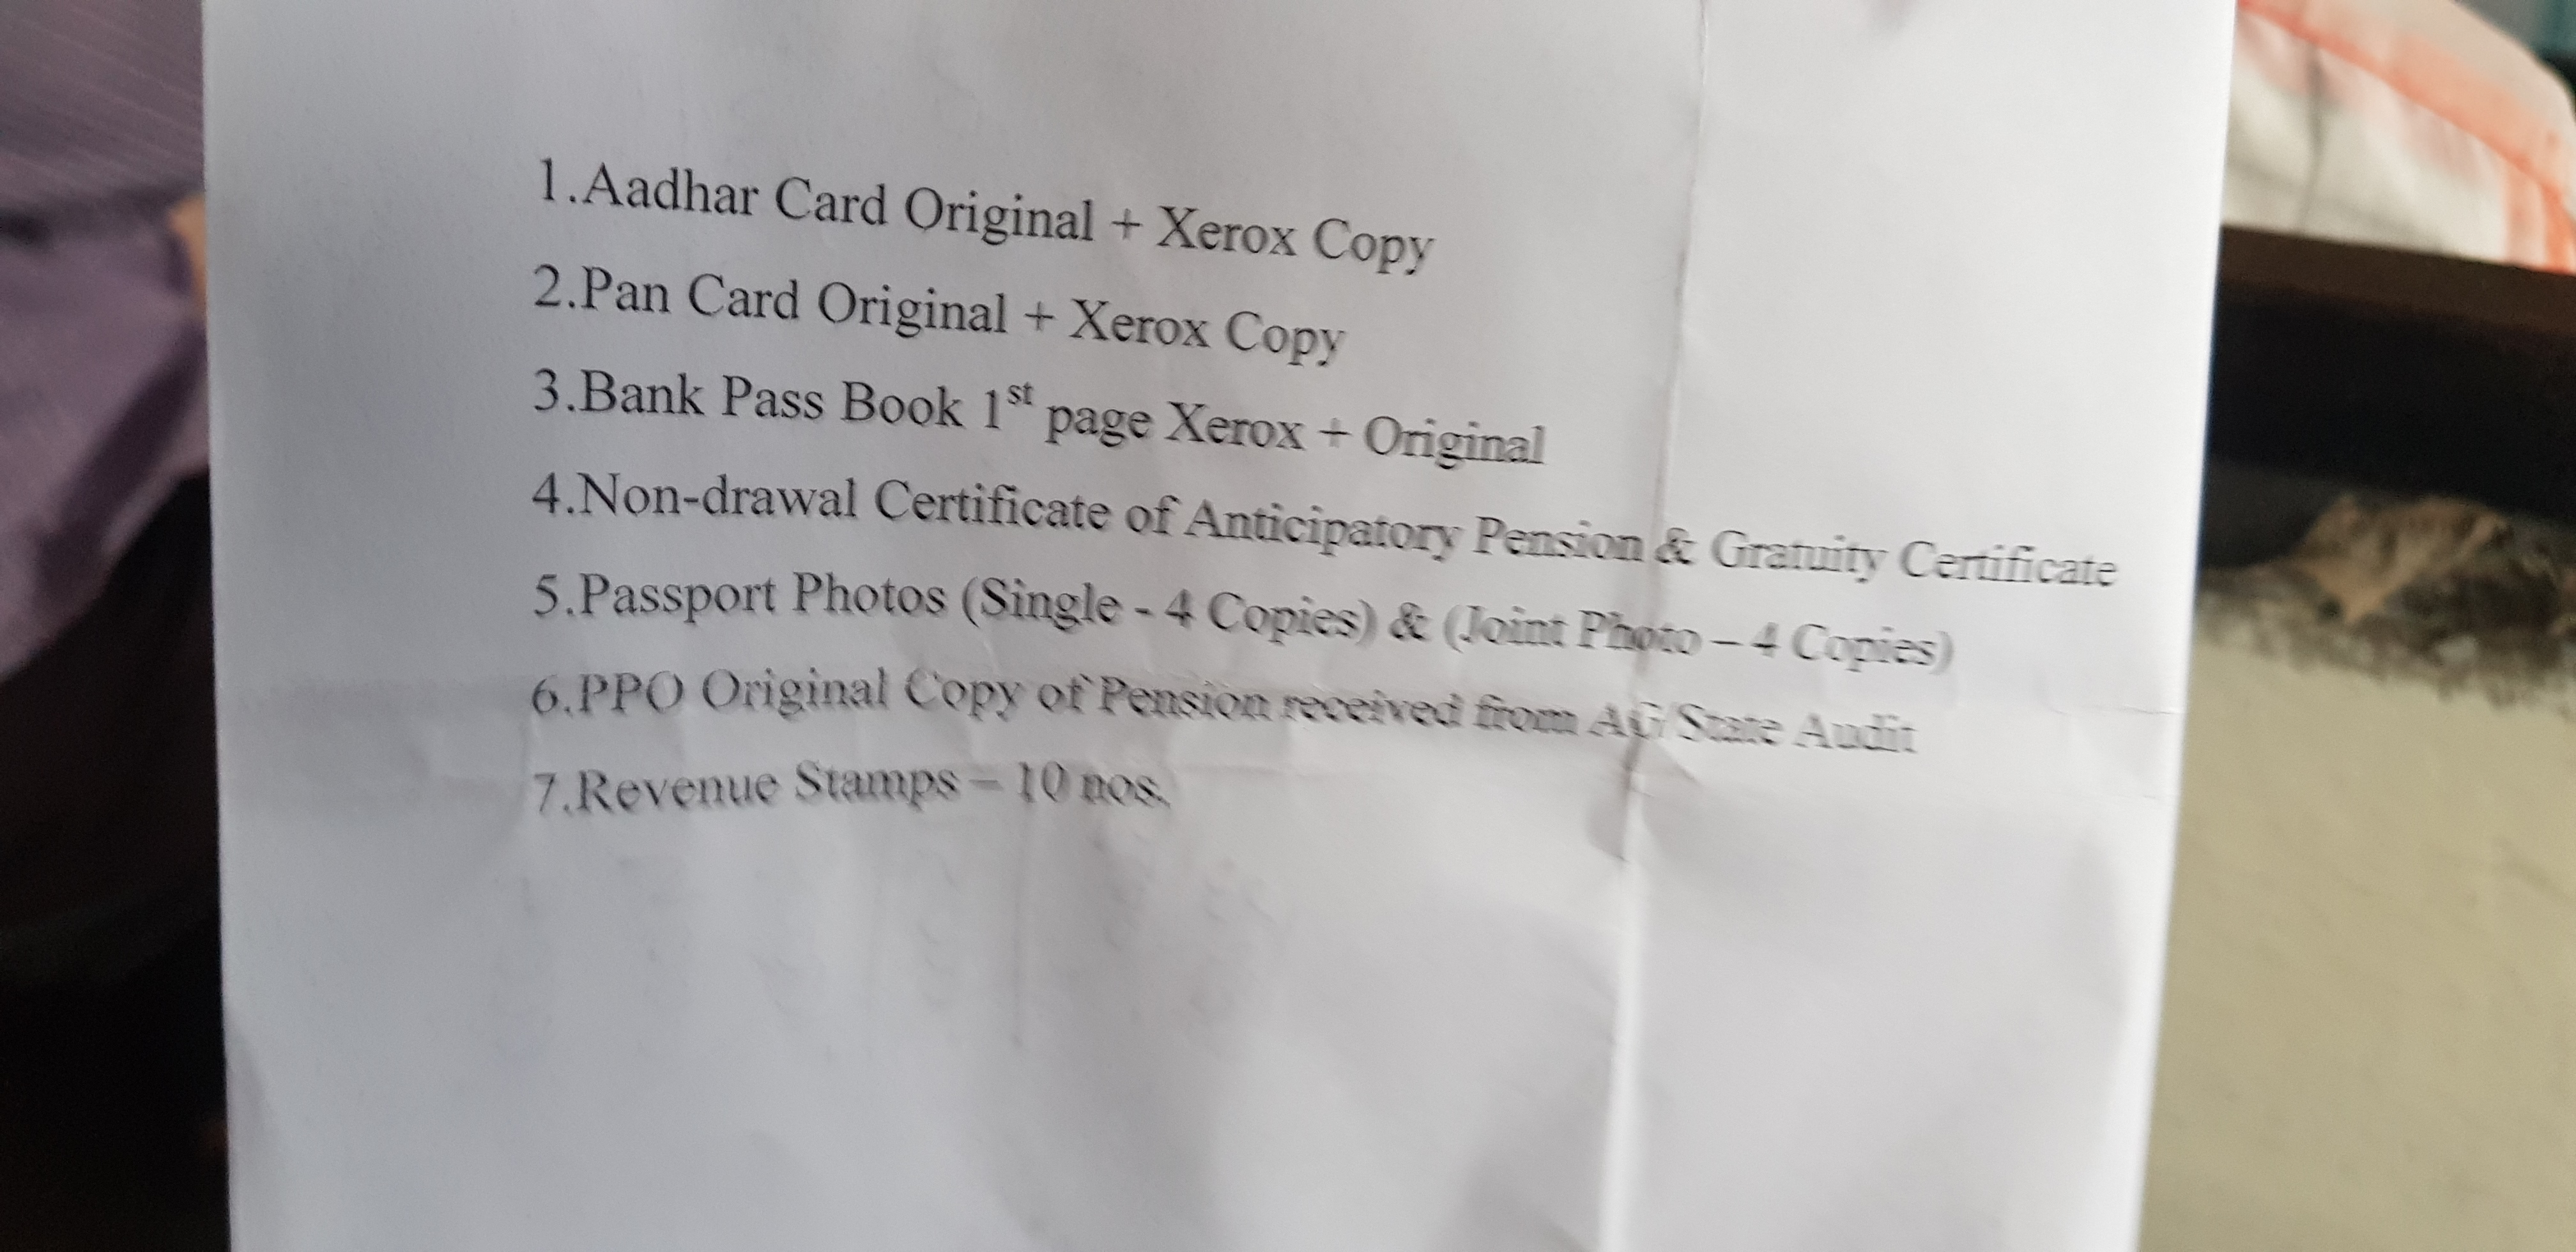 1.Aadhar Card Original + Xerox Copy
2.Pan Card Original + Xerox Copy
3.Bank Pass Book 1st page Xerox + Original
4.Non-drawal Certificate of Anticipatory Pension & Gratuity Certificate
5.Passport Photos (Single - 4 Copies) & (Joint Photo – 4 Copies)
6.PPO Original Copy of Pension received from AG/State Audit
7.Revenue Stamps – 10 nos.